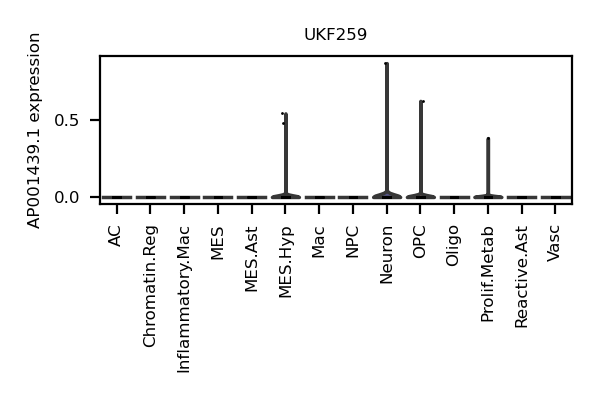 UKF259
AP001439.1 expression
0.5
0.0
AC
Chromatin.Reg
Inflammatory.Mac
MES
MES.Ast
MES.Hyp
Mac
NPC
Neuron
OPC
Oligo
Prolif.Metab
Reactive.Ast
Vasc